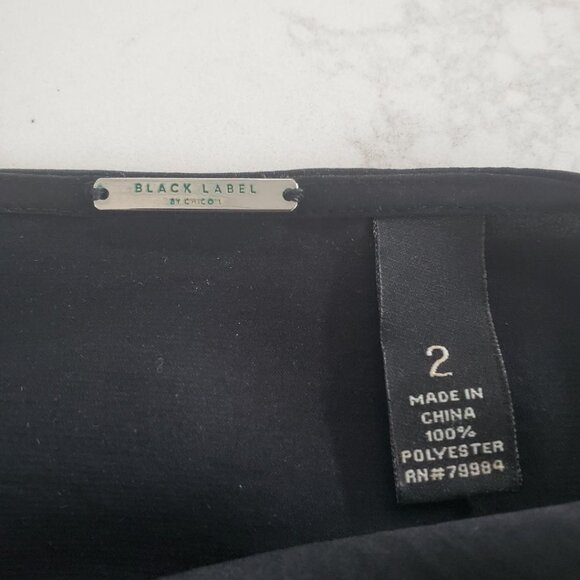 BLACK LABEL
BY CHICO'S
2
MADE IN
CHINA
100%
POLYESTER
RN#79984